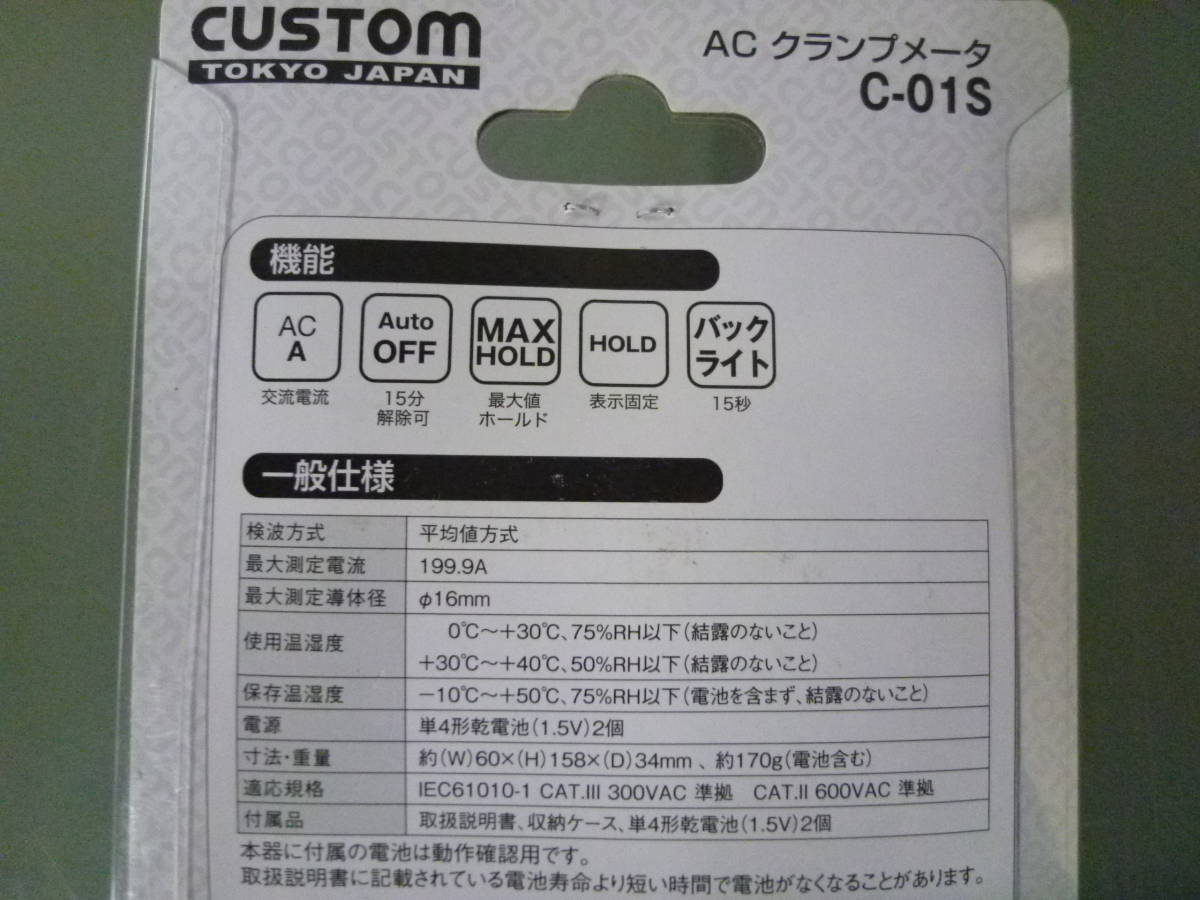 CUSTOM
TOKYO JAPAN
AC クランプメータ
C-01S
機能
AC
A
交流電流
Auto
OFF
15分
解除可
MAX
HOLD
最大値
ホールド
HOLD
表示固定
バック
ライト
15秒
一般仕様
検波方式 平均値方式
最大測定電流 199.9A
最大測定導体径 φ16mm
使用温湿度 0℃～+30℃、75%RH以下(結露のないこと)
+30℃～+40℃、50%RH以下(結露のないこと)
保存温湿度 −10℃～+50℃、75%RH以下(電池を含まず、結露のないこと)
電源 単4形乾電池(1.5V)2個
寸法・重量 約(W)60×(H)158×(D)34mm 、約170g(電池含む)
適応規格 IEC61010-1 CAT.III 300VAC 準拠 CAT.II 600VAC 準拠
付属品 取扱説明書、収納ケース、単4形乾電池(1.5V)2個
本器に付属の電池は動作確認用です。
取扱説明書に記載されている電池寿命より短い時間で電池がなくなることがあります。